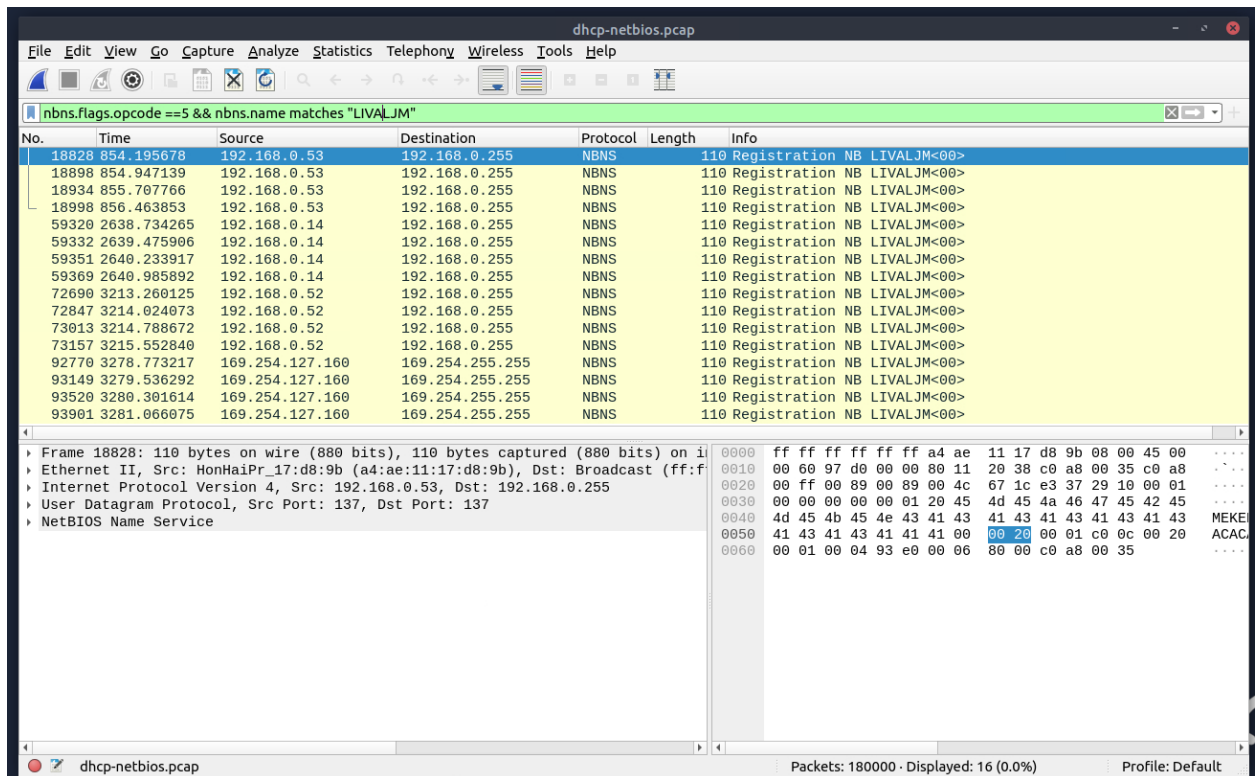 dhcp-netbios.pcap
File Edit View Go Capture Analyze Statistics Telephony Wireless Tools Help
nbns.flags.opcode ==5 && nbns.name matches "LIVALJM"
No. Time Source Destination Protocol Length Info
18828 854.195678 192.168.0.53 192.168.0.255 NBNS 110 Registration NB LIVALJM<00>
18898 854.947139 192.168.0.53 192.168.0.255 NBNS 110 Registration NB LIVALJM<00>
18934 855.707766 192.168.0.53 192.168.0.255 NBNS 110 Registration NB LIVALJM<00>
18998 856.463853 192.168.0.53 192.168.0.255 NBNS 110 Registration NB LIVALJM<00>
59320 2638.734265 192.168.0.14 192.168.0.255 NBNS 110 Registration NB LIVALJM<00>
59332 2639.475906 192.168.0.14 192.168.0.255 NBNS 110 Registration NB LIVALJM<00>
59351 2640.233917 192.168.0.14 192.168.0.255 NBNS 110 Registration NB LIVALJM<00>
59369 2640.985892 192.168.0.14 192.168.0.255 NBNS 110 Registration NB LIVALJM<00>
72690 3213.260125 192.168.0.52 192.168.0.255 NBNS 110 Registration NB LIVALJM<00>
72847 3214.024073 192.168.0.52 192.168.0.255 NBNS 110 Registration NB LIVALJM<00>
73013 3214.788672 192.168.0.52 192.168.0.255 NBNS 110 Registration NB LIVALJM<00>
73157 3215.552840 192.168.0.52 192.168.0.255 NBNS 110 Registration NB LIVALJM<00>
92770 3278.773217 169.254.127.160 169.254.255.255 NBNS 110 Registration NB LIVALJM<00>
93149 3279.536292 169.254.127.160 169.254.255.255 NBNS 110 Registration NB LIVALJM<00>
93520 3280.301614 169.254.127.160 169.254.255.255 NBNS 110 Registration NB LIVALJM<00>
93901 3281.066075 169.254.127.160 169.254.255.255 NBNS 110 Registration NB LIVALJM<00>
Frame 18828: 110 bytes on wire (880 bits), 110 bytes captured (880 bits) on i
Ethernet II, Src: HonHaiPr_17:d8:9b (a4:ae:11:17:d8:9b), Dst: Broadcast (ff:f
Internet Protocol Version 4, Src: 192.168.0.53, Dst: 192.168.0.255
User Datagram Protocol, Src Port: 137, Dst Port: 137
NetBIOS Name Service
0000 ff ff ff ff ff ff a4 ae 11 17 d8 9b 08 00 45 00 ····
0010 00 60 97 d0 00 00 80 11 20 38 c0 a8 00 35 c0 a8 ·`··
0020 00 ff 00 89 00 89 00 4c 67 1c e3 37 29 10 00 01 ····
0030 00 00 00 00 00 01 20 45 4d 45 4a 46 47 45 42 45 ····
0040 4d 45 4b 45 4e 43 41 43 41 43 41 43 41 43 41 43 MEKE
0050 41 43 41 43 41 41 41 00 00 20 00 01 c0 0c 00 20 ACAC
0060 00 01 00 04 93 e0 00 06 80 00 c0 a8 00 35 ····
dhcp-netbios.pcap
Packets: 180000 · Displayed: 16 (0.0%)
Profile: Default